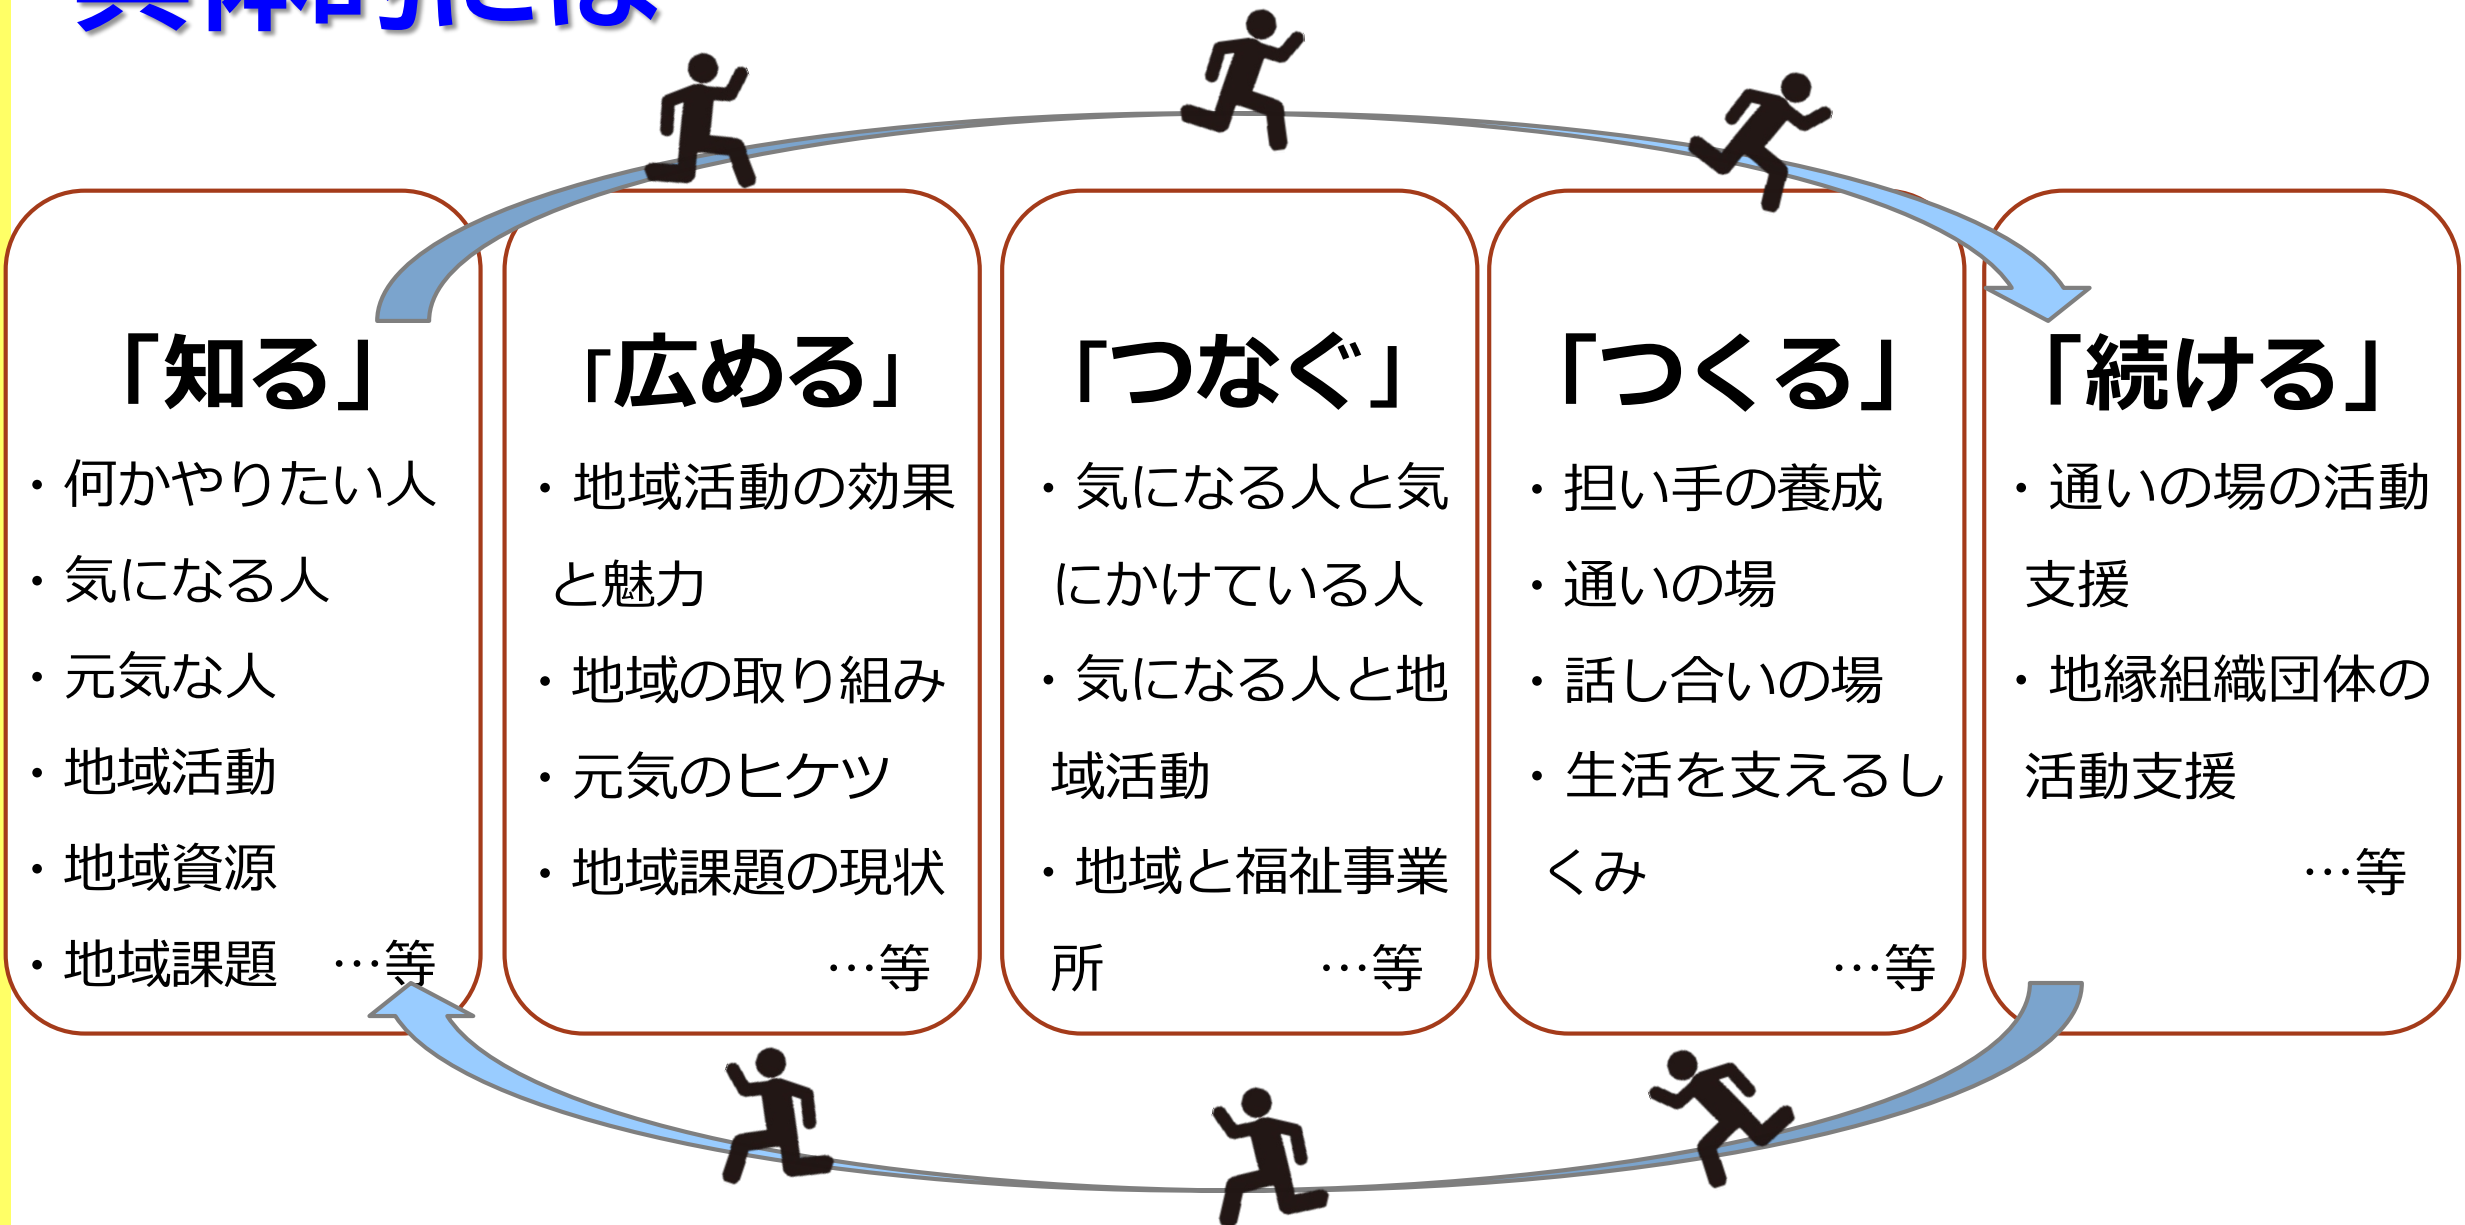 具体的には
「知る」
・何かやりたい人
・気になる人
・元気な人
・地域活動
・地域資源
・地域課題　…等
「広める」
・地域活動の効果
と魅力
・地域の取り組み
・元気のヒケツ
・地域課題の現状
…等
「つなぐ」
・気になる人と気
にかけている人
・気になる人と地
域活動
・地域と福祉事業
所　…等
「つくる」
・担い手の養成
・通いの場
・話し合いの場
・生活を支えるし
くみ
…等
「続ける」
・通いの場の活動
支援
・地縁組織団体の
活動支援
…等